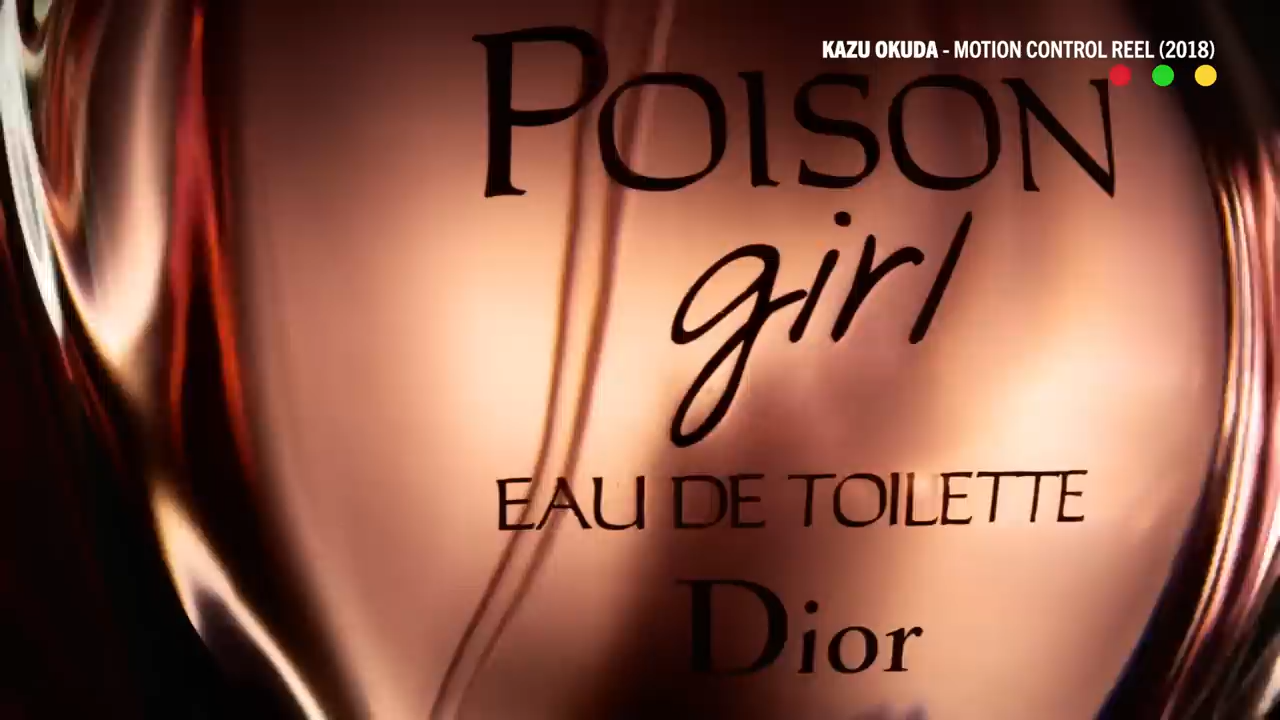 KAZU OKUDA - MOTION CONTROL REEL (2018)
POISON
girl
EAU DE TOILETTE
Dior